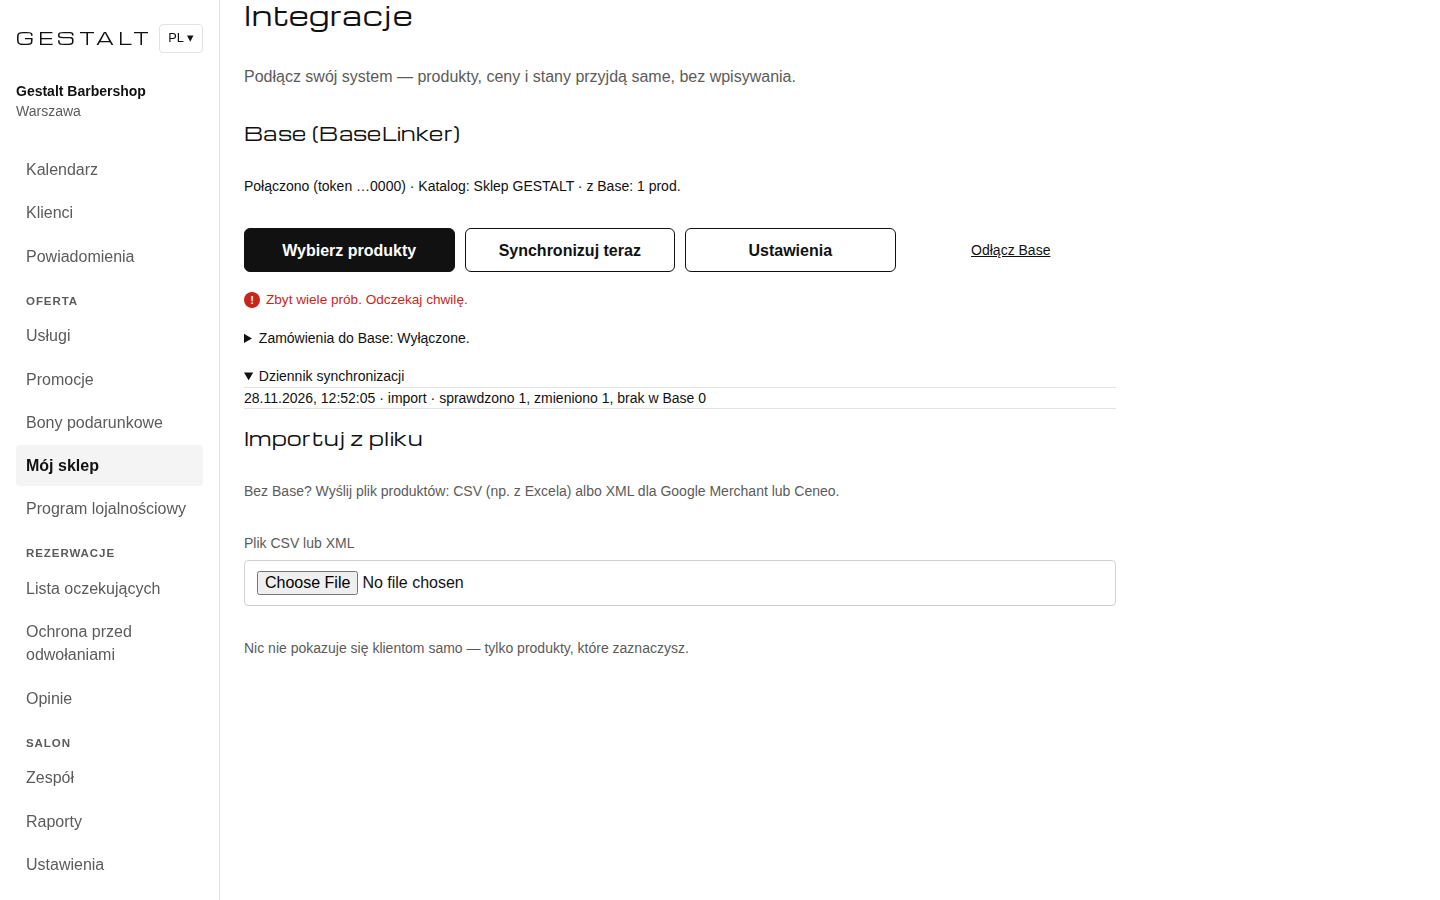 GESTALT
PL ▾
Gestalt Barbershop
Warszawa
Kalendarz
Klienci
Powiadomienia
OFERTA
Usługi
Promocje
Bony podarunkowe
Mój sklep
Program lojalnościowy
REZERWACJE
Lista oczekujących
Ochrona przed
odwołaniami
Opinie
SALON
Zespół
Raporty
Ustawienia
Integracje
Podłącz swój system — produkty, ceny i stany przyjdą same, bez wpisywania.
Base (BaseLinker)
Połączono (token …0000) · Katalog: Sklep GESTALT · z Base: 1 prod.
Wybierz produkty
Synchronizuj teraz
Ustawienia
Odłącz Base
! Zbyt wiele prób. Odczekaj chwilę.
▶ Zamówienia do Base: Wyłączone.
▼ Dziennik synchronizacji
28.11.2026, 12:52:05 · import · sprawdzono 1, zmieniono 1, brak w Base 0
Importuj z pliku
Bez Base? Wyślij plik produktów: CSV (np. z Excela) albo XML dla Google Merchant lub Ceneo.
Plik CSV lub XML
Choose File No file chosen
Nic nie pokazuje się klientom samo — tylko produkty, które zaznaczysz.